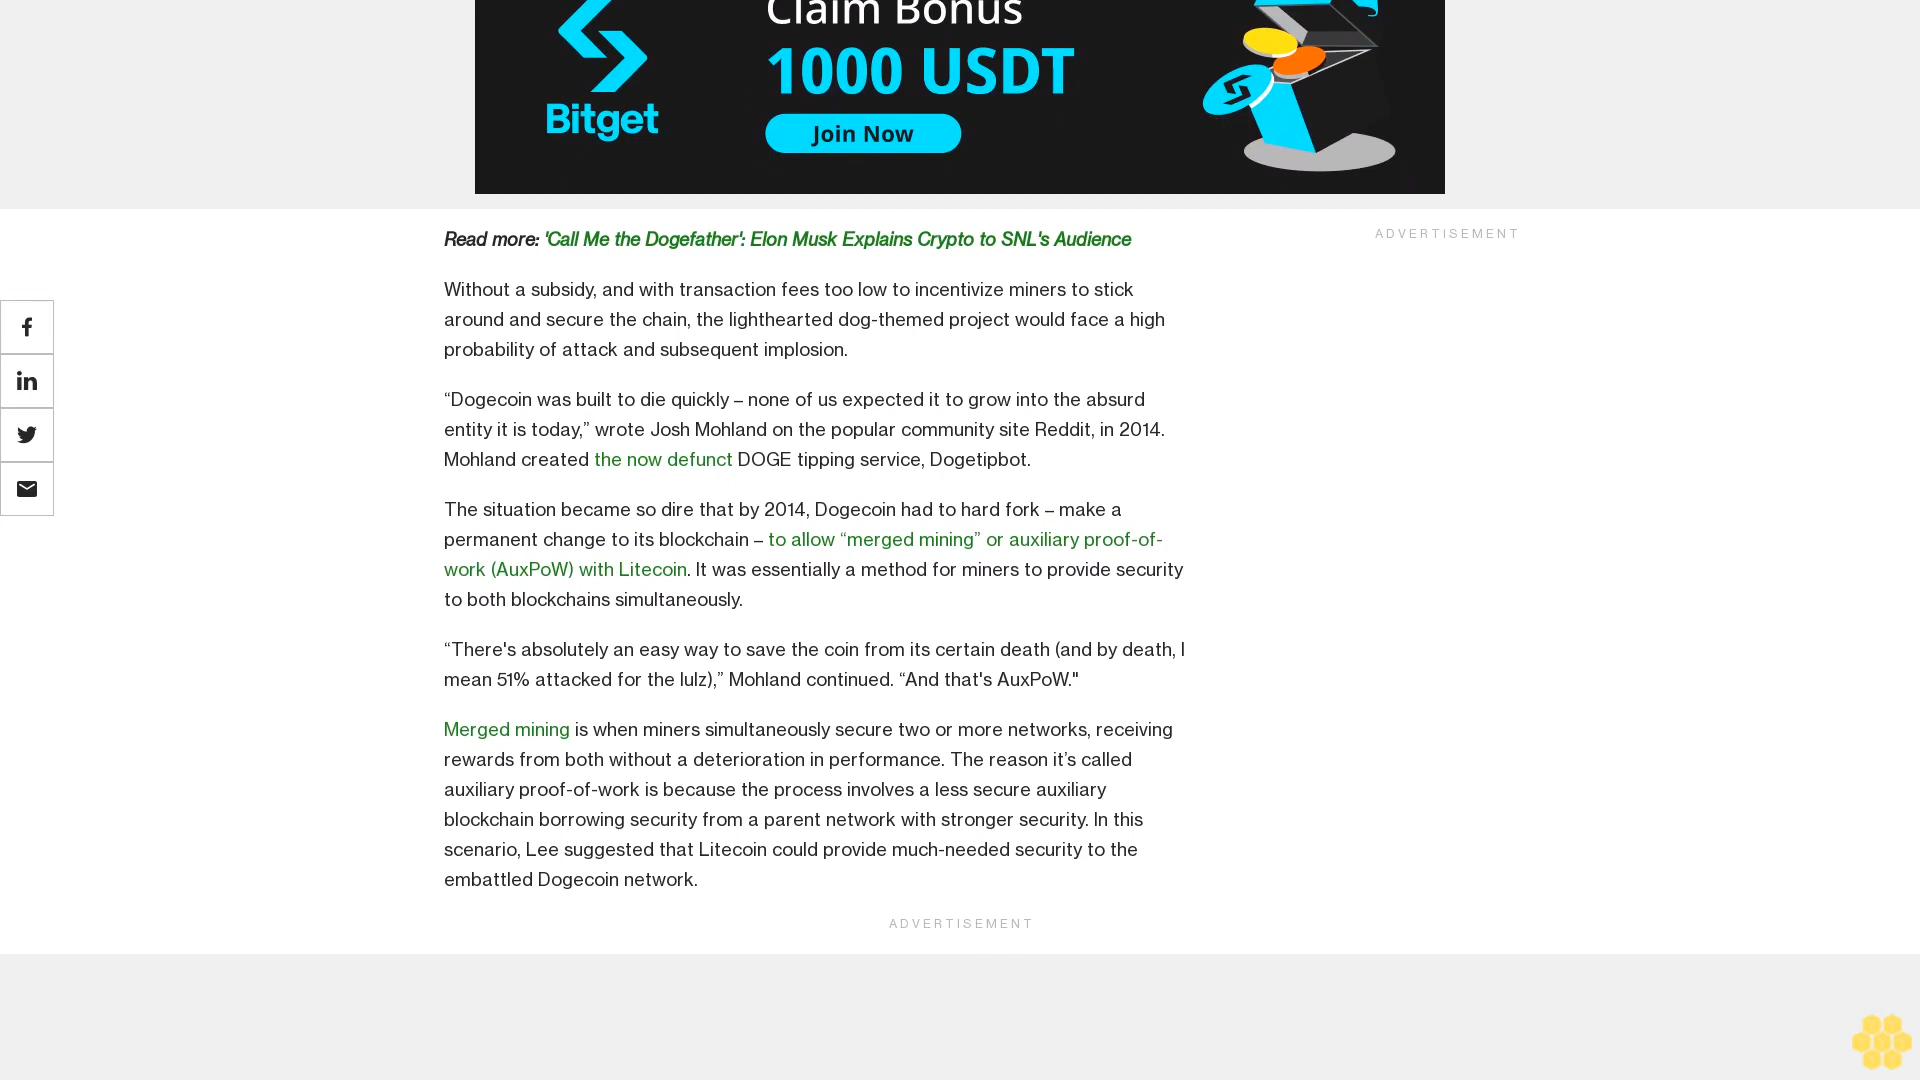 Claim Bonus
1000 USDT
Bitget
Join Now
Read more: 'Call Me the Dogefather': Elon Musk Explains Crypto to SNL's Audience
ADVERTISEMENT
Without a subsidy, and with transaction fees too low to incentivize miners to stick
around and secure the chain, the lighthearted dog-themed project would face a high
probability of attack and subsequent implosion.
“Dogecoin was built to die quickly – none of us expected it to grow into the absurd
entity it is today,” wrote Josh Mohland on the popular community site Reddit, in 2014.
Mohland created the now defunct DOGE tipping service, Dogetipbot.
The situation became so dire that by 2014, Dogecoin had to hard fork – make a
permanent change to its blockchain – to allow “merged mining” or auxiliary proof-of-
work (AuxPoW) with Litecoin. It was essentially a method for miners to provide security
to both blockchains simultaneously.
“There's absolutely an easy way to save the coin from its certain death (and by death, I
mean 51% attacked for the lulz),” Mohland continued. “And that's AuxPoW."
Merged mining is when miners simultaneously secure two or more networks, receiving
rewards from both without a deterioration in performance. The reason it’s called
auxiliary proof-of-work is because the process involves a less secure auxiliary
blockchain borrowing security from a parent network with stronger security. In this
scenario, Lee suggested that Litecoin could provide much-needed security to the
embattled Dogecoin network.
ADVERTISEMENT